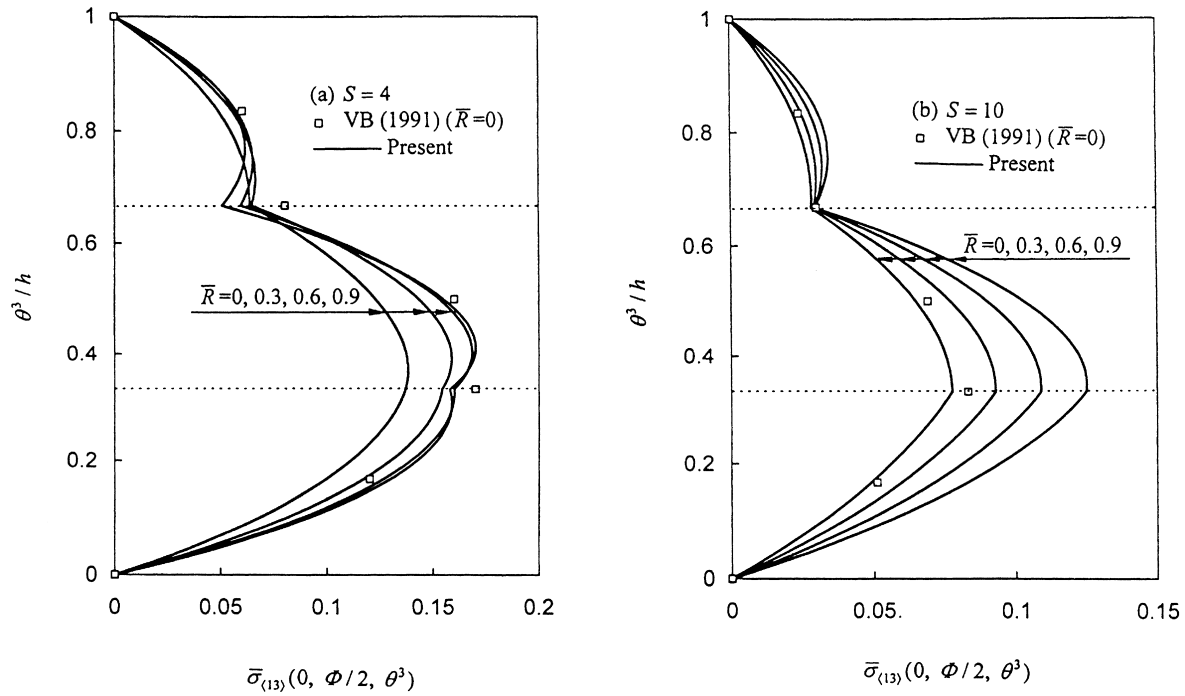 1
0.8
0.6
0.4
0.2
0
θ³ / h
(a) S = 4
VB (1991) (R̅=0)
Present
R̅=0, 0.3, 0.6, 0.9
0 0.05 0.1 0.15 0.2
σ̅⟨13⟩(0, Φ/2, θ³)
1
0.8
0.6
0.4
0.2
0
θ³ / h
(b) S = 10
VB (1991) (R̅=0)
Present
R̅=0, 0.3, 0.6, 0.9
0 0.05. 0.1 0.15
σ̅⟨13⟩(0, Φ/2, θ³)